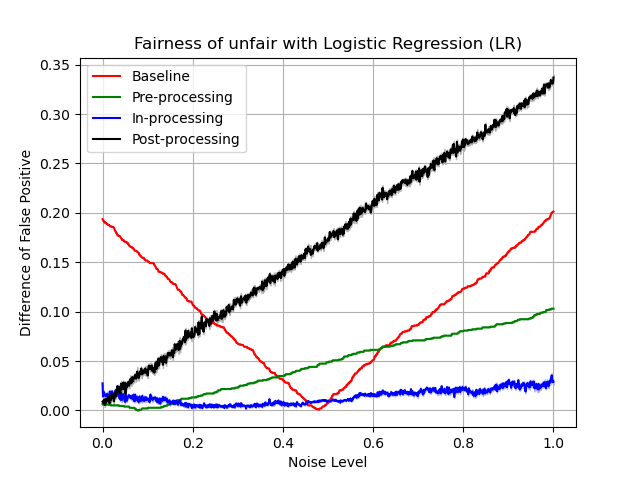 Fairness of unfair with Logistic Regression (LR)
Baseline
Pre-processing
In-processing
Post-processing
Difference of False Positive
0.35
0.30
0.25
0.20
0.15
0.10
0.05
0.00
0.0 0.2 0.4 0.6 0.8 1.0
Noise Level